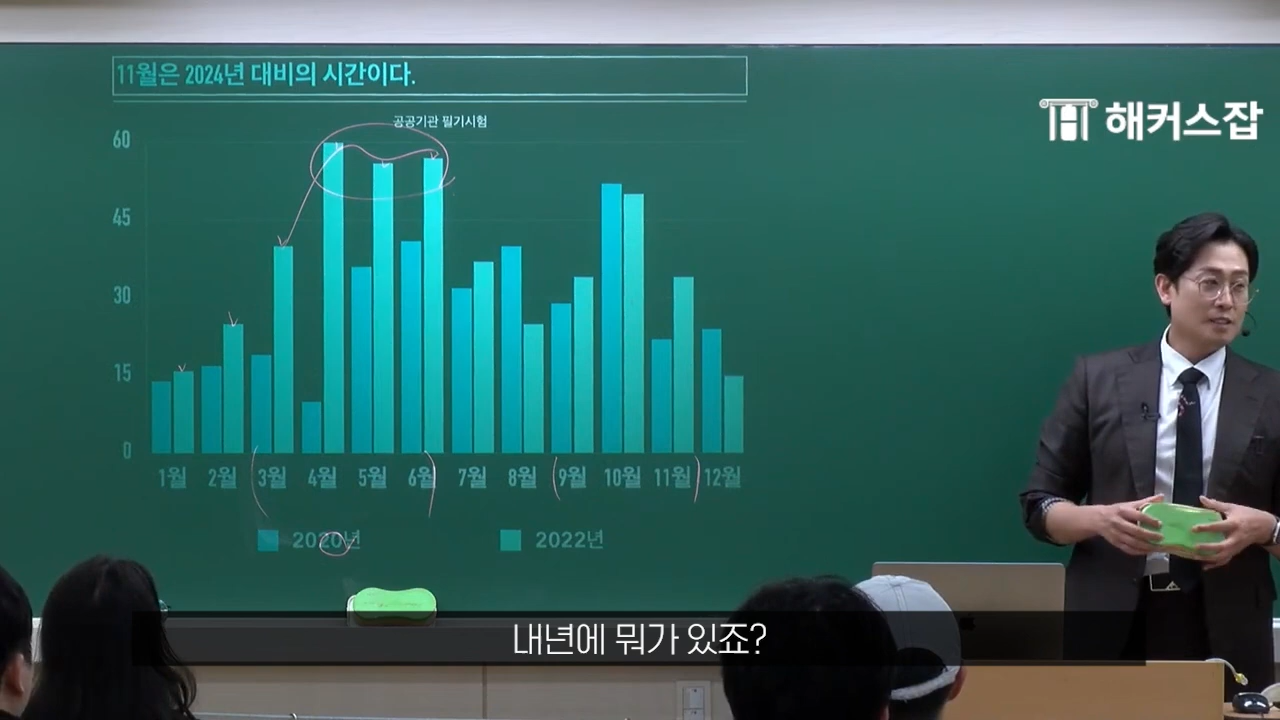 11월은 2024년 대비의 시간이다.
공공기관 필기시험
해커스잡
60
45
30
15
0
1월 2월 3월 4월 5월 6월 7월 8월 9월 10월 11월 12월
2020년 2022년
내년에 뭐가 있죠?